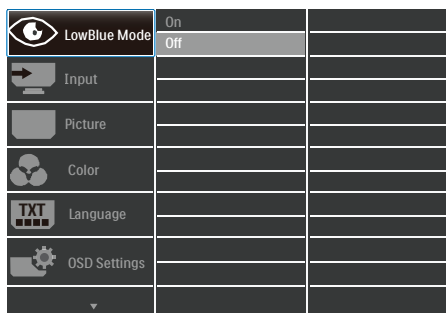 LowBlue Mode
On
Off
Input
Picture
Color
TXT
Language
OSD Settings